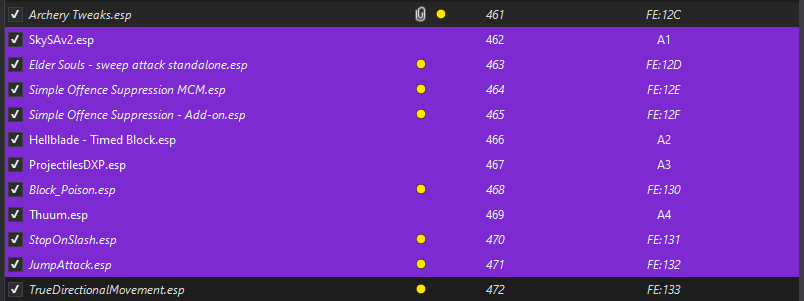 Archery Tweaks.esp 461 FE:12C
SkySAv2.esp 462 A1
Elder Souls - sweep attack standalone.esp 463 FE:12D
Simple Offence Suppression MCM.esp 464 FE:12E
Simple Offence Suppression - Add-on.esp 465 FE:12F
Hellblade - Timed Block.esp 466 A2
ProjectilesDXP.esp 467 A3
Block_Poison.esp 468 FE:130
Thuum.esp 469 A4
StopOnSlash.esp 470 FE:131
JumpAttack.esp 471 FE:132
TrueDirectionalMovement.esp 472 FE:133